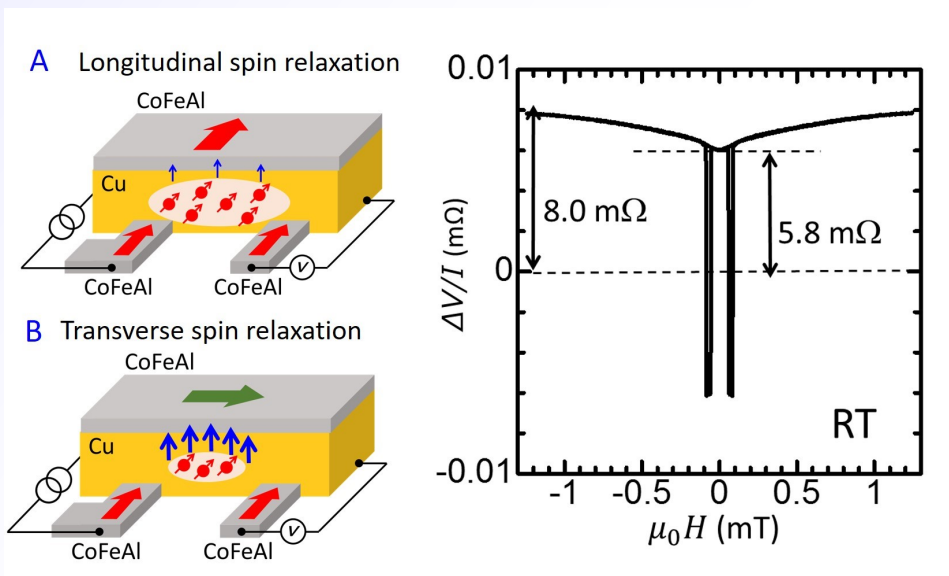 A Longitudinal spin relaxation
CoFeAl
Cu
V
CoFeAl
CoFeAl
B Transverse spin relaxation
CoFeAl
Cu
V
CoFeAl
CoFeAl
0.01
0
-0.01
ΔV/I (mΩ)
8.0 mΩ
5.8 mΩ
RT
-1 -0.5 0 0.5 1
μ₀H (mT)